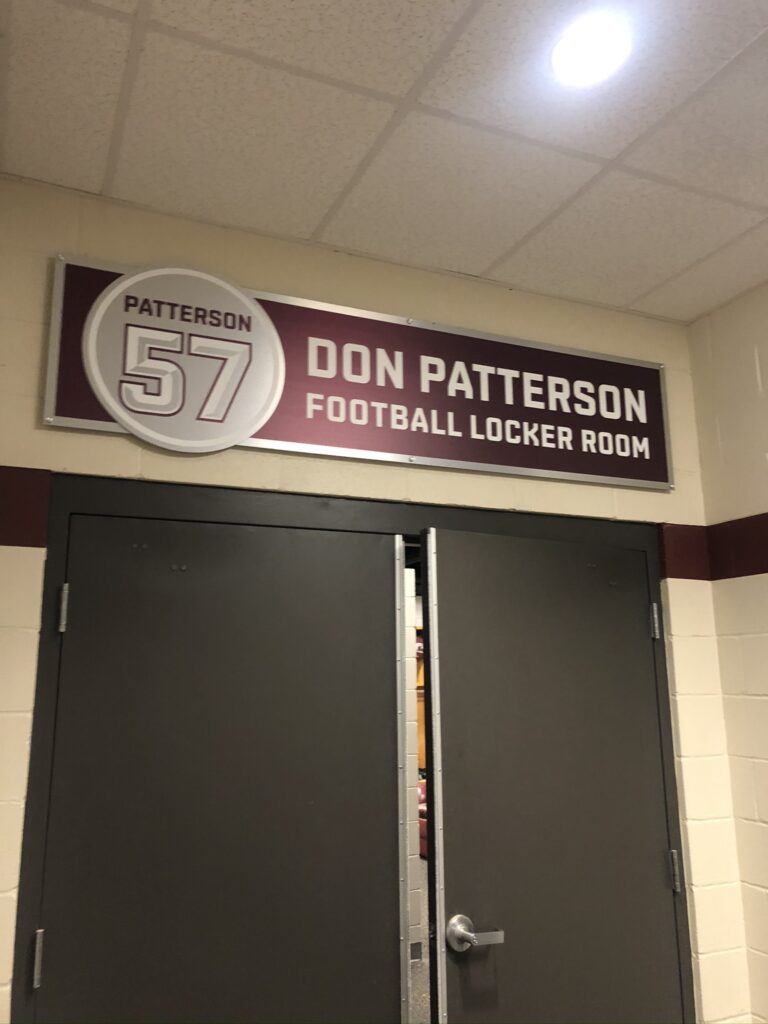 PATTERSON
57
DON PATTERSON
FOOTBALL LOCKER ROOM